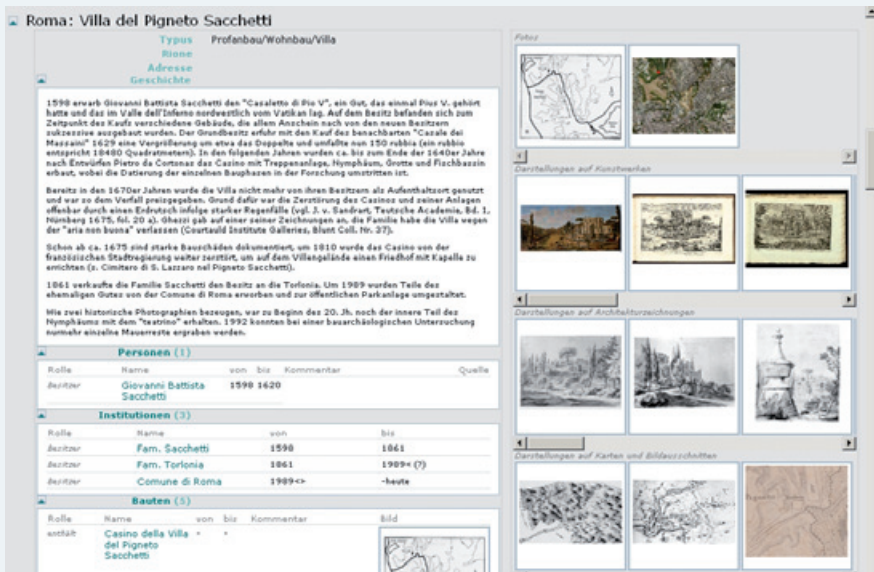 Roma: Villa del Pigneto Sacchetti
Typus Profanbau/Wohnbau/Villa
Rione
Adresse
Geschichte
1598 erwarb Giovanni Battista Sacchetti den "Casaletto di Pio V", ein Gut, das einmal Pius V. gehört
hatte und das im Valle dell'Inferno nordwestlich vom Vatikan lag. Auf dem Besitz befanden sich zum
Zeitpunkt des Kaufs verschiedene Gebäude, die allem Anschein nach von den neuen Besitzern
sukzessive ausgebaut wurden. Der Grundbesitz erfuhr mit den Kauf des benachbarten "Casale dei
Massaini" 1629 eine Vergrößerung um etwa das Doppelte und umfaßte nun 150 rubbia (ein rubbio
entspricht 18480 Quadratmetern). In den folgenden Jahren wurden ca. bis zum Ende der 1640er Jahre
nach Entwürfen Pietro da Cortonas das Casino mit Treppenanlage, Nymphäum, Grotte und Fischbassin
erbaut, wobei die Datierung der einzelnen Bauphasen in der Forschung umstritten ist.
Bereits in den 1670er Jahren wurde die Villa nicht mehr von ihren Besitzern als Aufenthaltsort genutzt
und war so dem Verfall preisgegeben. Grund dafür war die Zerstörung des Casinos und seiner Anlagen
offenbar durch einen Erdrutsch infolge starker Regenfälle (vgl. J. v. Sandrart, Teutsche Academie, Bd. 1,
Nürnberg 1675, fol. 20 a). Ghezzi gab auf einer seiner Zeichnungen an, die Familie habe die Villa wegen
der "aria non buona" verlassen (Courtauld Institute Galleries, Blunt Coll. Nr. 37).
Schon ab ca. 1675 sind starke Bauschäden dokumentiert, um 1810 wurde das Casino von der
französischen Stadtregierung weiter zerstört, um auf dem Villengelände einen Friedhof mit Kapelle zu
errichten (s. Cimitero di S. Lazzaro nel Pigneto Sacchetti).
1861 verkaufte die Familie Sacchetti den Besitz an die Torlonia. Um 1989 wurden Teile des
ehemaligen Gutes von der Comune di Roma erworben und zur öffentlichen Parkanlage umgestaltet.
Wie zwei historische Photographien bezeugen, war zu Beginn des 20. Jh. noch der innere Teil des
Nymphäums mit dem "teatrino" erhalten. 1992 konnten bei einer bauarchäologischen Untersuchung
nurmehr einzelne Mauerreste ergraben werden.
Personen (1)
Rolle Name von bis Kommentar Quelle
Besitzer Giovanni Battista 1598 1620
Sacchetti
Institutionen (3)
Rolle Name von bis
Besitzer Fam. Sacchetti 1598 1861
Besitzer Fam. Torlonia 1861 1989< (?)
Besitzer Comune di Roma 1989<> -heute
Bauten (5)
Rolle Name von bis Kommentar Bild
enthält Casino della Villa * *
del Pigneto
Sacchetti
Fotos
Darstellungen auf Kunstwerken
Darstellungen auf Architekturzeichnungen
Darstellungen auf Karten und Bildausschnitten